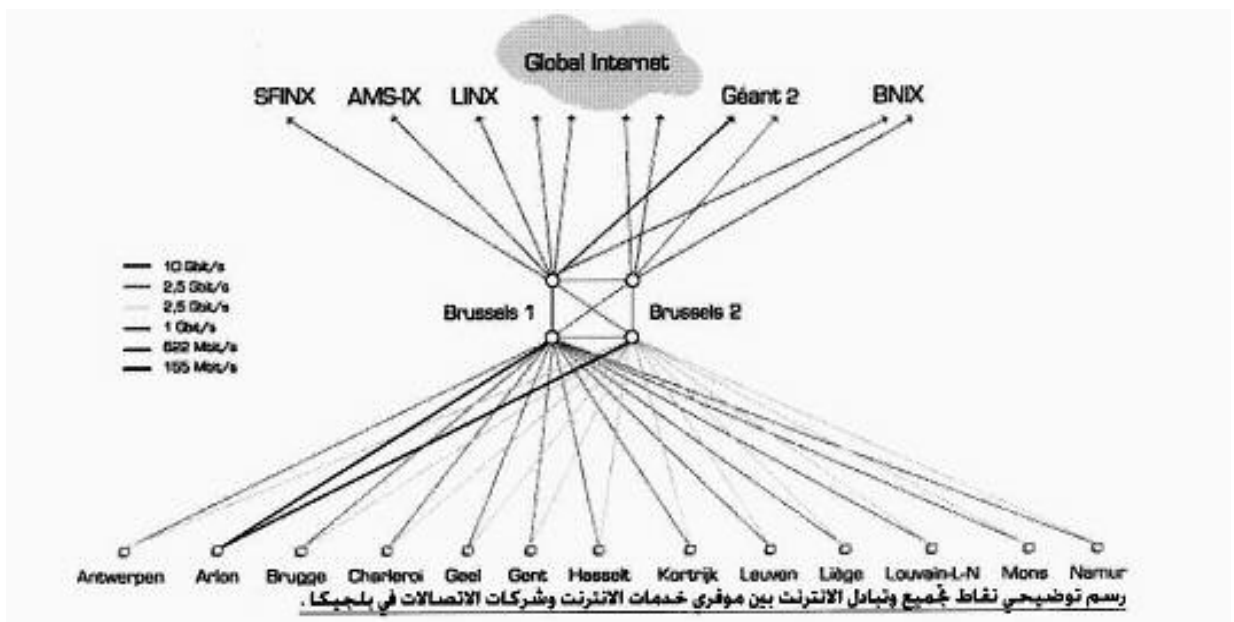 Global Internet
SFINX AMS-IX LINX Géant 2 BNIX
10 Gbit/s
2,5 Gbit/s
2,5 Gbit/s
1 Gbit/s
622 Mbit/s
155 Mbit/s
Brussels 1 Brussels 2
Antwerpen Arlon Brugge Charleroi Geel Gent Hasselt Kortrijk Leuven Liège Louvain-L-N Mons Namur
رسم توضيحي نقاط تجميع وتبادل الانترنت بين موفري خدمات الانترنت وشركات الاتصالات في بلجيكا .